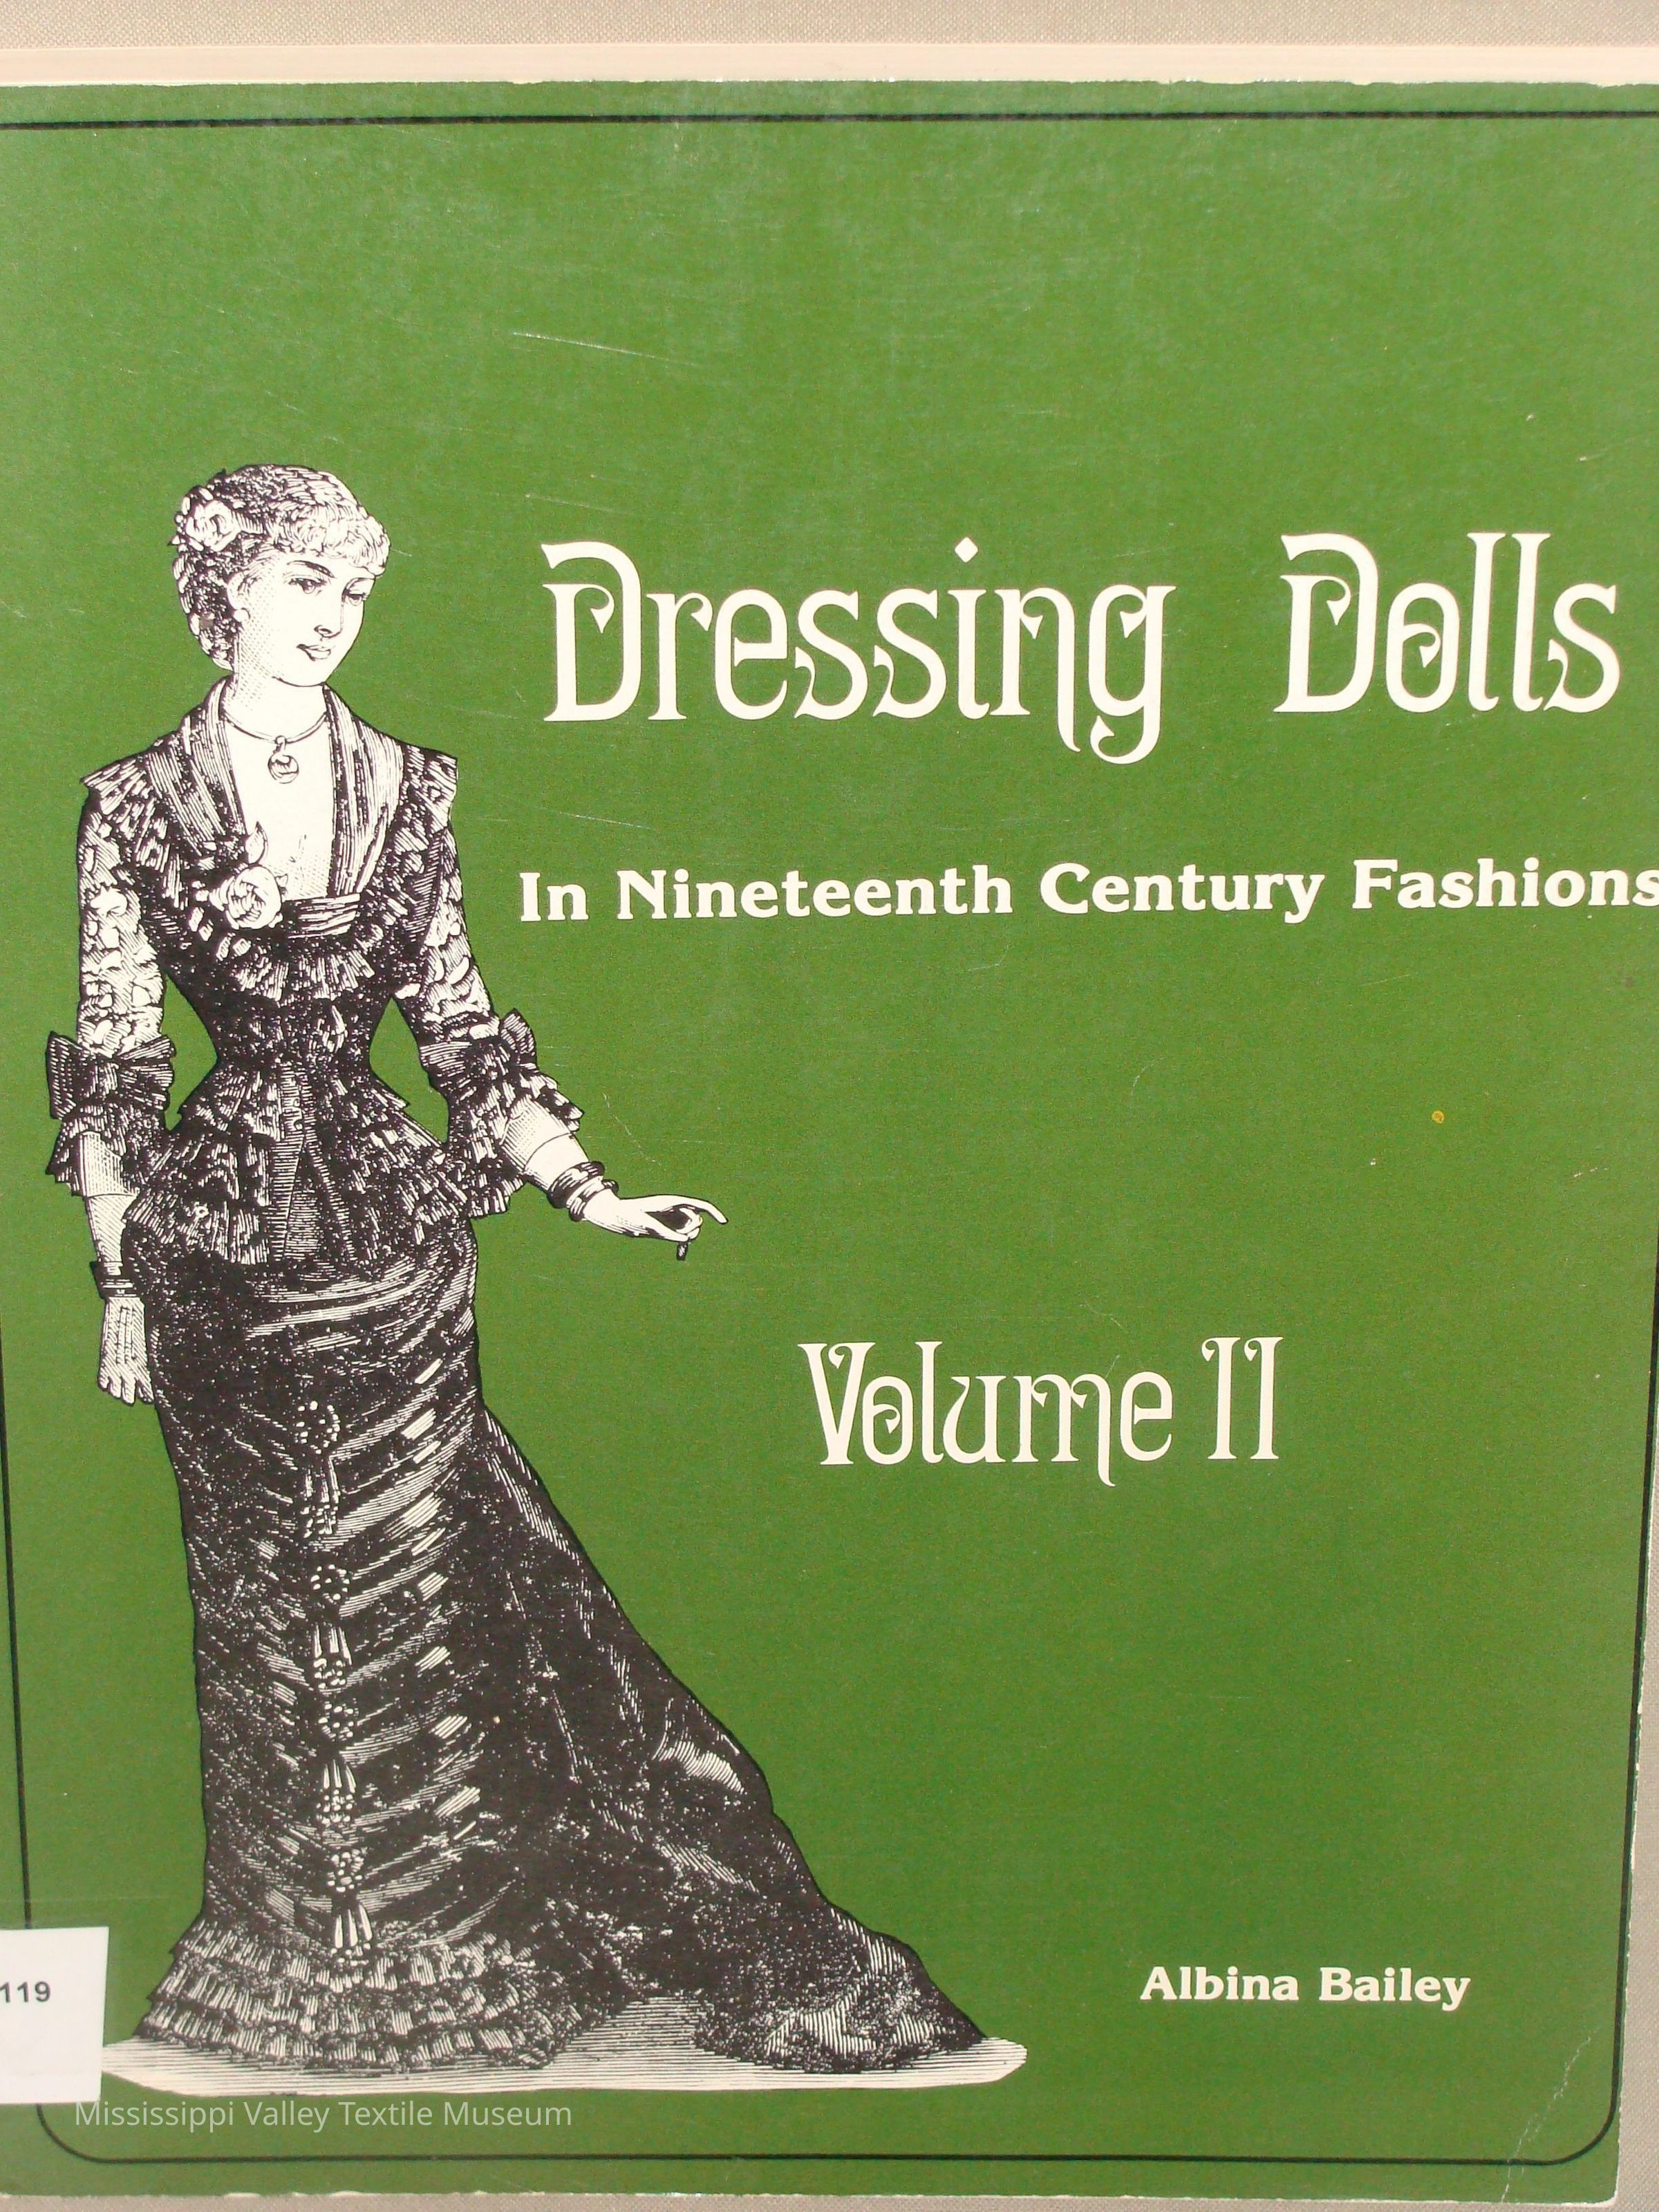 Dressing Dolls
In Nineteenth Century Fashions
Volume II
Albina Bailey
119
Mississippi Valley Textile Museum